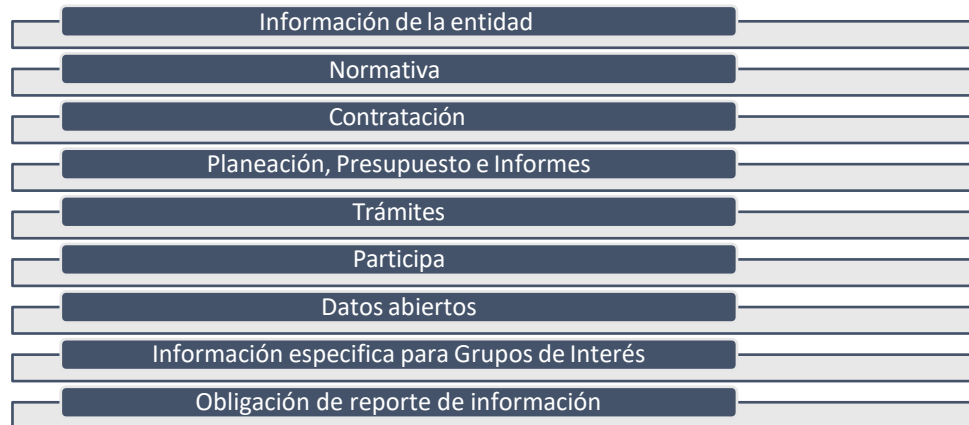 Información de la entidad
Normativa
Contratación
Planeación, Presupuesto e Informes
Trámites
Participa
Datos abiertos
Información especifica para Grupos de Interés
Obligación de reporte de información